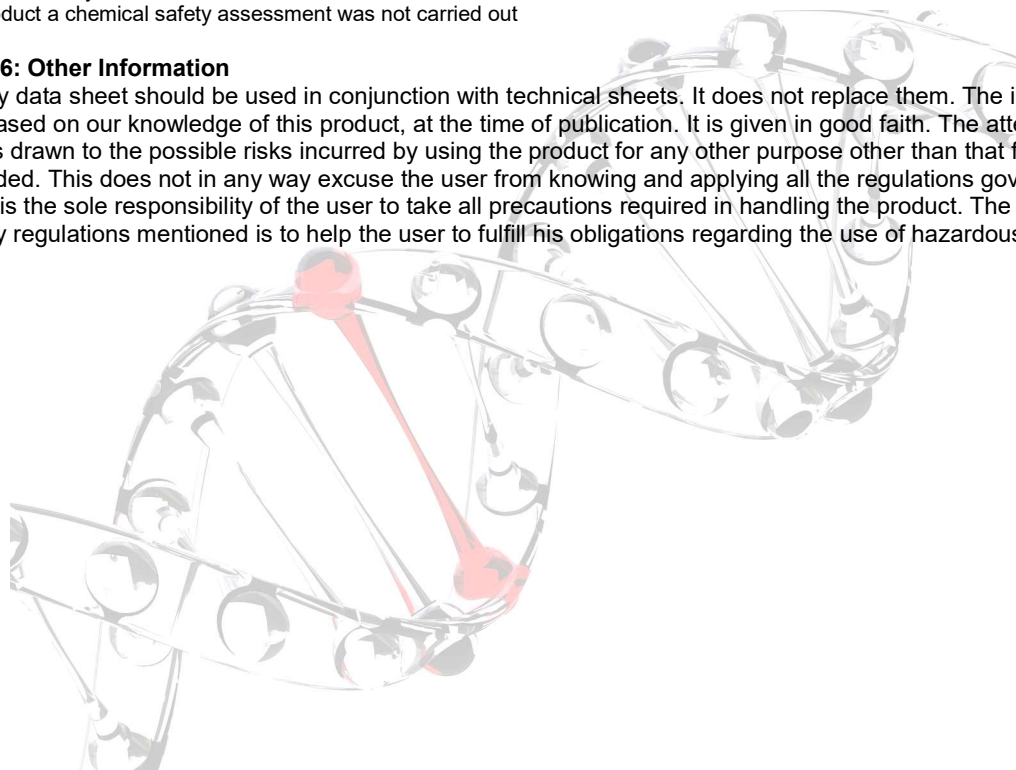 duct a chemical safety assessment was not carried out
6: Other Information
y data sheet should be used in conjunction with technical sheets. It does not replace them. The i
ased on our knowledge of this product, at the time of publication. It is given in good faith. The atte
s drawn to the possible risks incurred by using the product for any other purpose other than that f
ded. This does not in any way excuse the user from knowing and applying all the regulations gov
is the sole responsibility of the user to take all precautions required in handling the product. The
y regulations mentioned is to help the user to fulfill his obligations regarding the use of hazardous